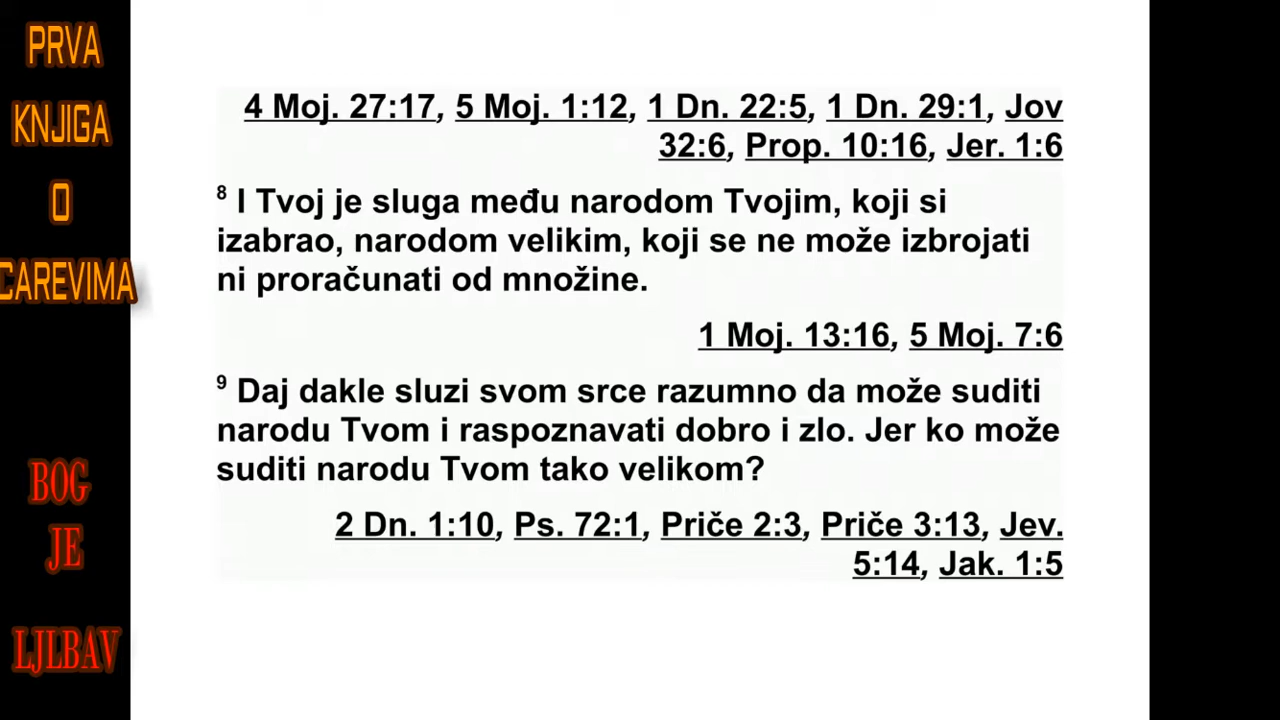 PRVA
KNJIGA
O
CAREVIMA
BOG
JE
LJLBAV
4 Moj. 27:17, 5 Moj. 1:12, 1 Dn. 22:5, 1 Dn. 29:1, Jov
32:6, Prop. 10:16, Jer. 1:6
8 I Tvoj je sluga među narodom Tvojim, koji si
izabrao, narodom velikim, koji se ne može izbrojati
ni proračunati od množine.
1 Moj. 13:16, 5 Moj. 7:6
9 Daj dakle sluzi svom srce razumno da može suditi
narodu Tvom i raspoznavati dobro i zlo. Jer ko može
suditi narodu Tvom tako velikom?
2 Dn. 1:10, Ps. 72:1, Priče 2:3, Priče 3:13, Jev.
5:14, Jak. 1:5